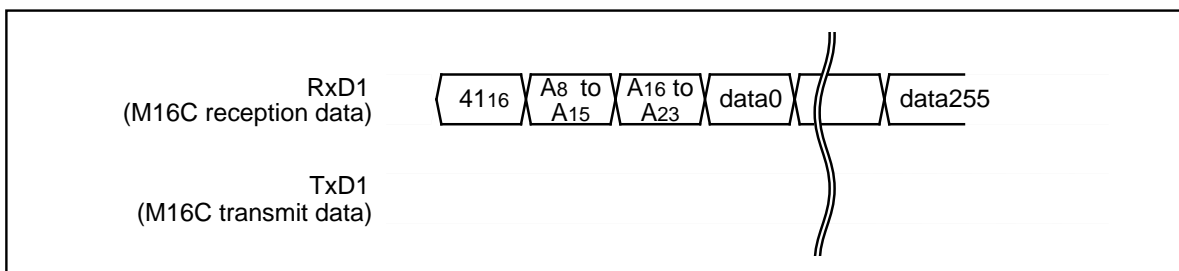 RxD1
(M16C reception data)
4116
A8 to
A15
A16 to
A23
data0
data255
TxD1
(M16C transmit data)